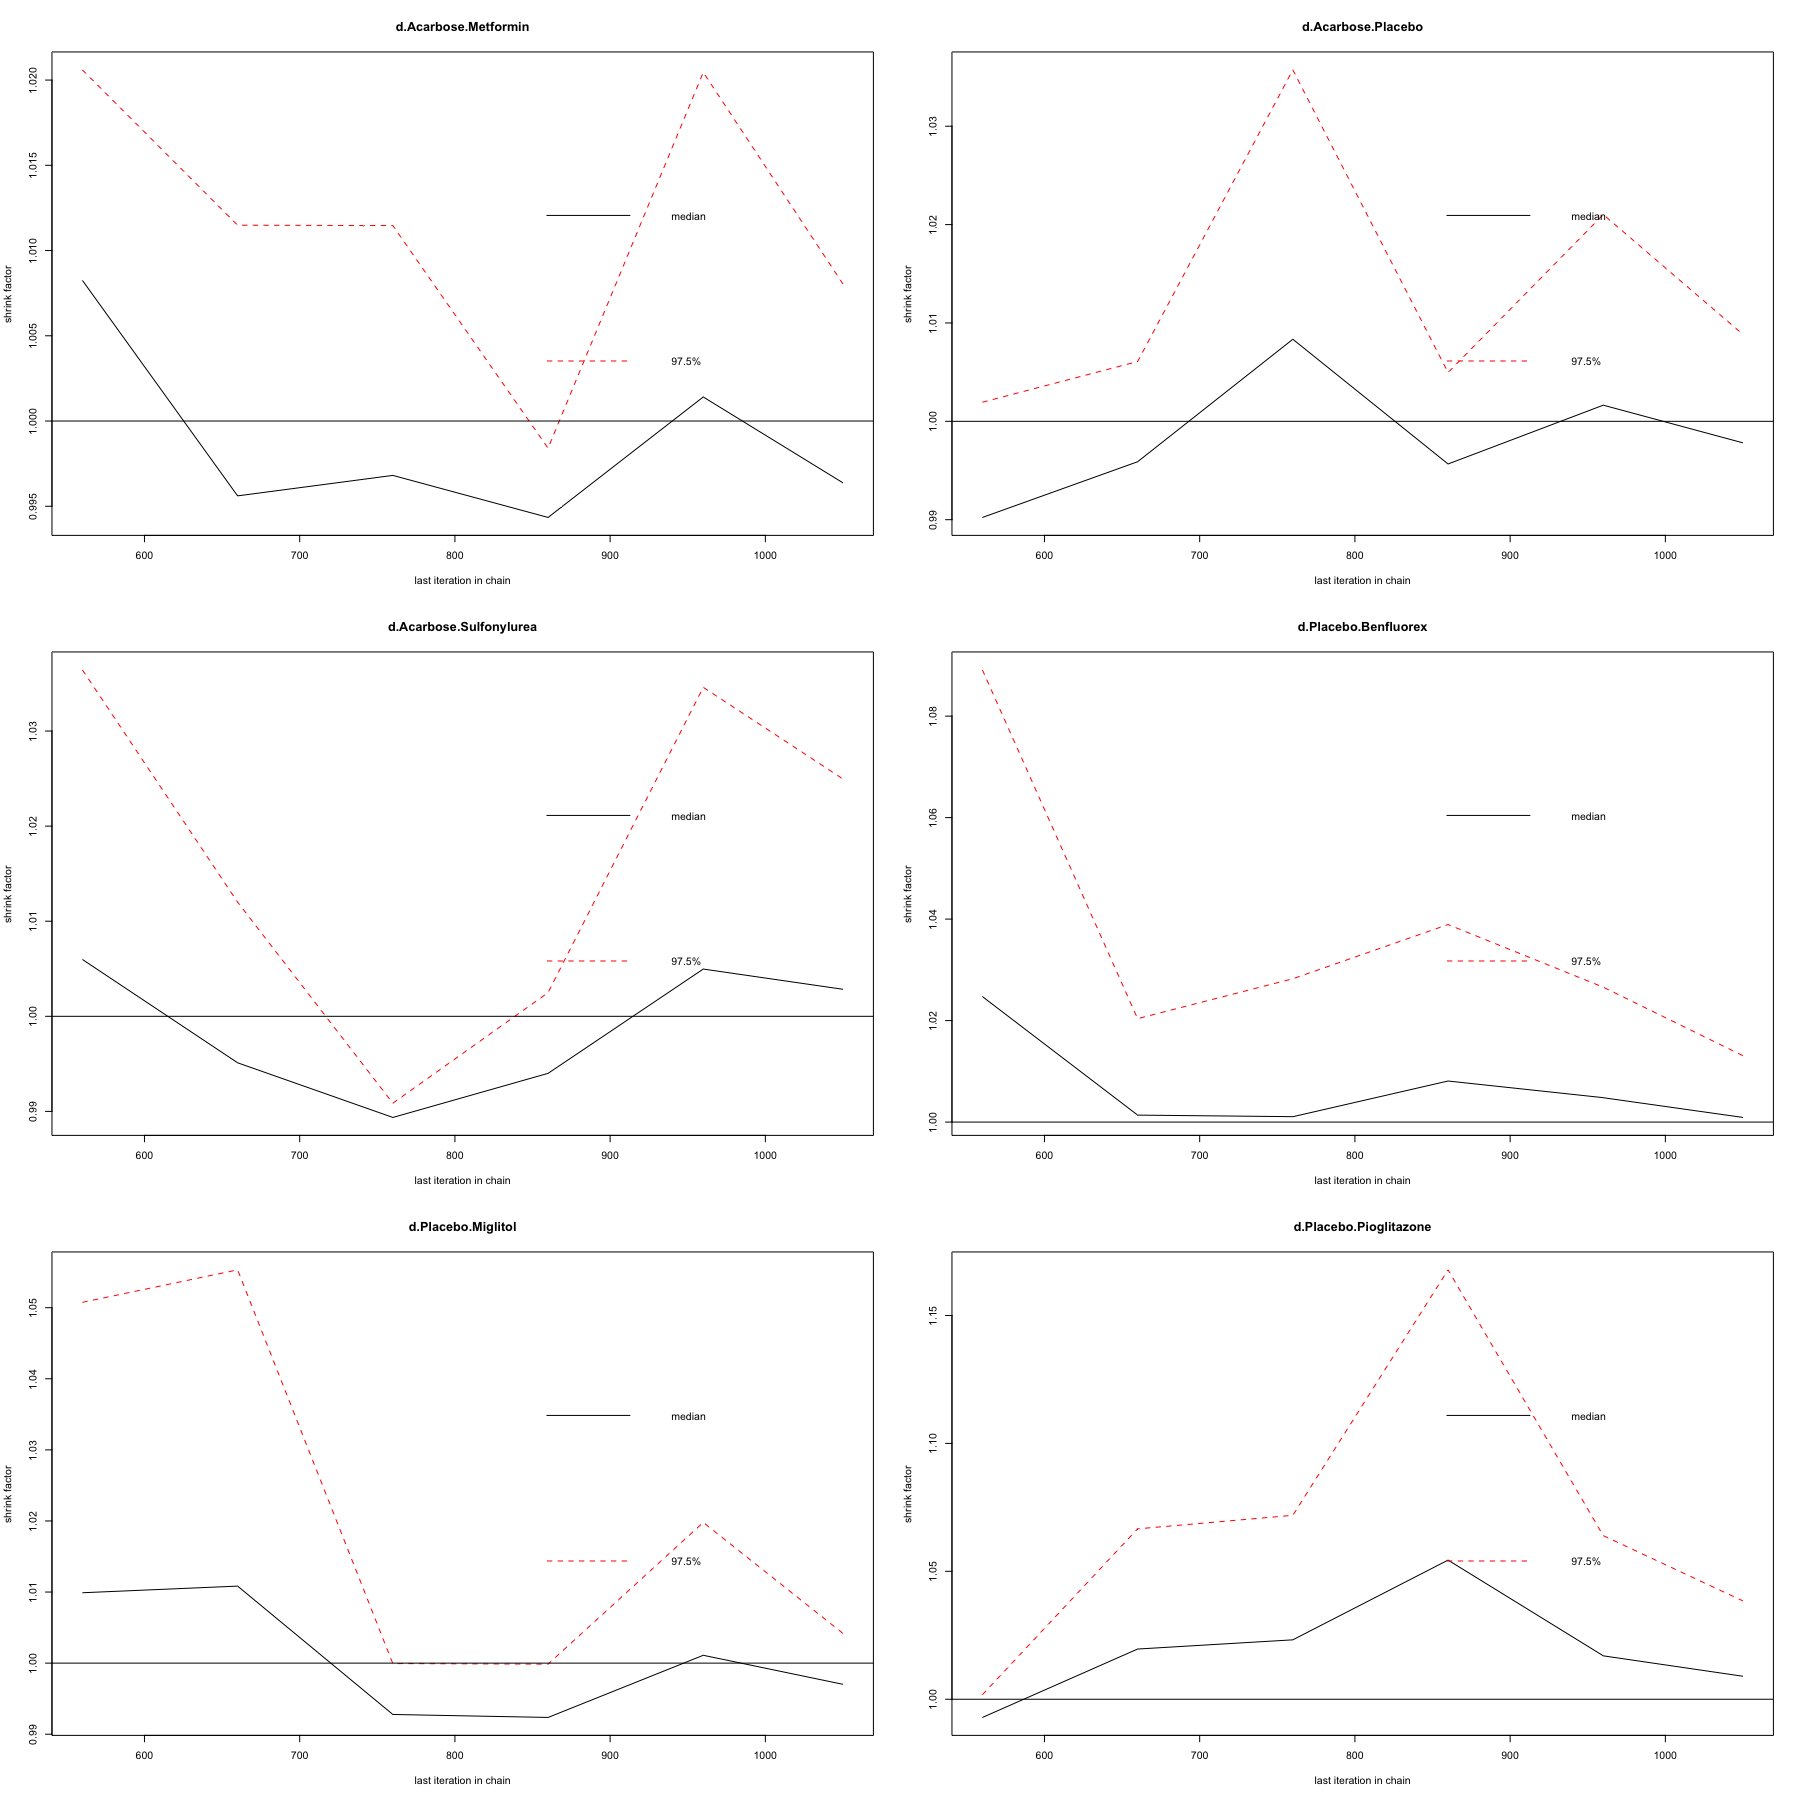 d.Acarbose.Metformin
shrink factor
0.995 1.000 1.005 1.010 1.015 1.020
median
97.5%
600 700 800 900 1000
last iteration in chain
d.Acarbose.Placebo
shrink factor
0.99 1.00 1.01 1.02 1.03
median
97.5%
600 700 800 900 1000
last iteration in chain
d.Acarbose.Sulfonylurea
shrink factor
0.99 1.00 1.01 1.02 1.03
median
97.5%
600 700 800 900 1000
last iteration in chain
d.Placebo.Benfluorex
shrink factor
1.00 1.02 1.04 1.06 1.08
median
97.5%
600 700 800 900 1000
last iteration in chain
d.Placebo.Miglitol
shrink factor
0.99 1.00 1.01 1.02 1.03 1.04 1.05
median
97.5%
600 700 800 900 1000
last iteration in chain
d.Placebo.Pioglitazone
shrink factor
1.00 1.05 1.10 1.15
median
97.5%
600 700 800 900 1000
last iteration in chain